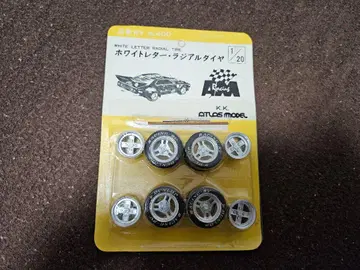 WHITE LETTER RADIAL TIRE
ホワイトレター・ラジアルタイヤ
1/20
Racing
K.K.
ATLAS MODEL